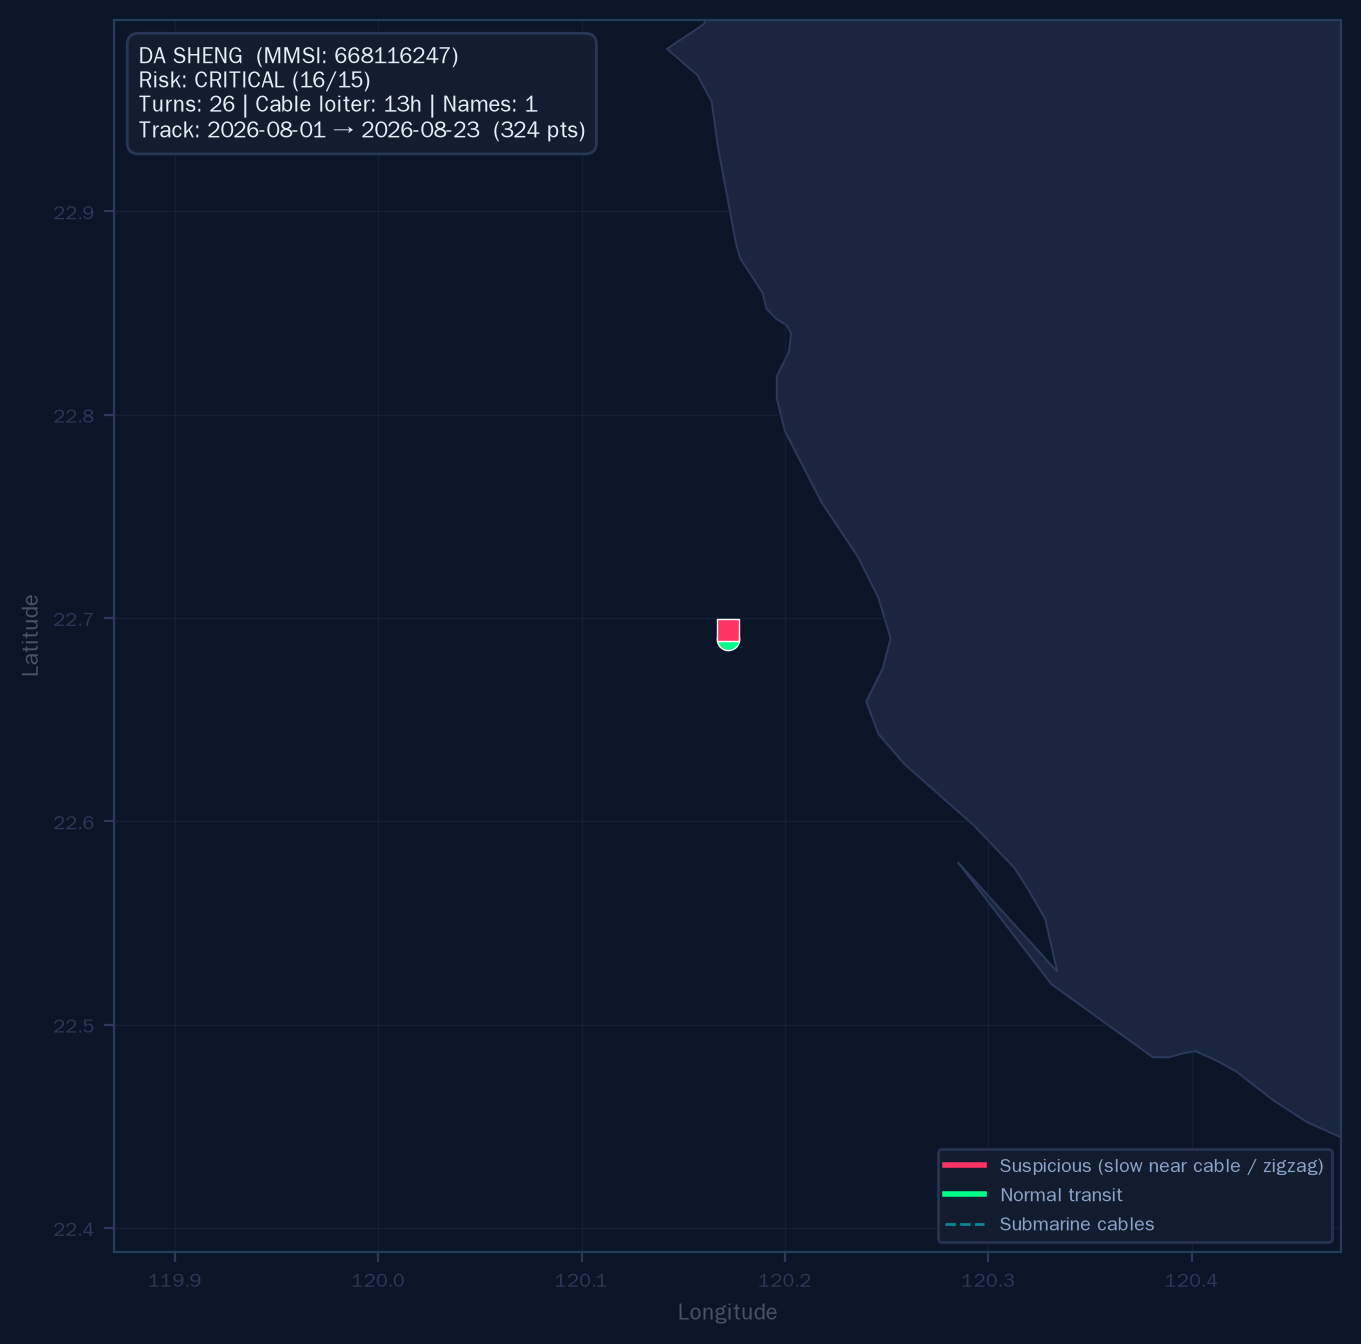 DA SHENG (MMSI: 668116247)
Risk: CRITICAL (16/15)
Turns: 26 | Cable loiter: 13h | Names: 1
Track: 2026-08-01 → 2026-08-23 (324 pts)
22.9
22.8
22.7
22.6
22.5
22.4
Latitude
119.9
120.0
120.1
120.2
120.3
120.4
Longitude
Suspicious (slow near cable / zigzag)
Normal transit
Submarine cables